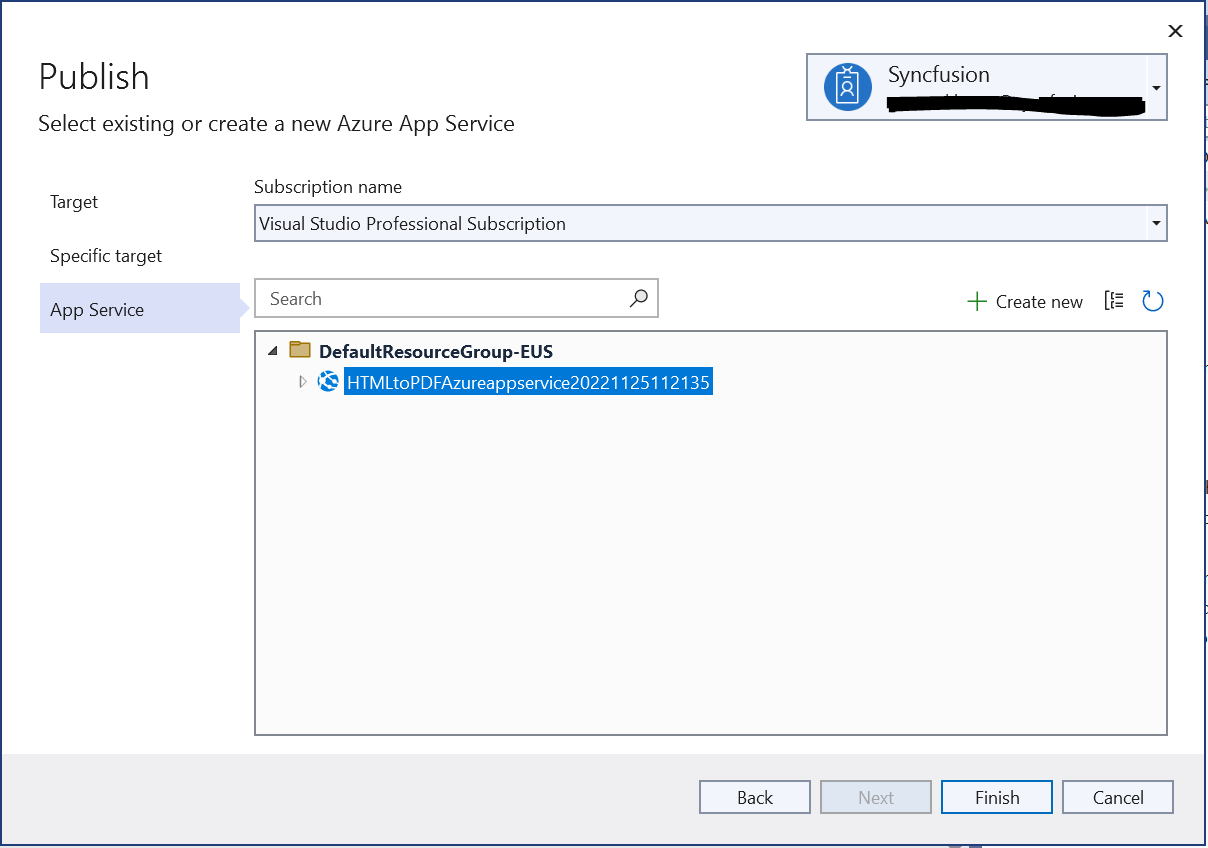 Publish
Syncfusion
Select existing or create a new Azure App Service
Target
Specific target
App Service
Subscription name
Visual Studio Professional Subscription
Search
Create new
DefaultResourceGroup-EUS
HTMLtoPDFAzureappservice20221125112135
Back
Next
Finish
Cancel